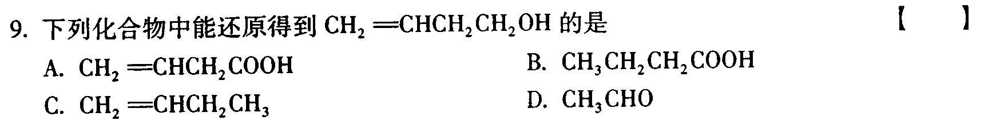 9. 下列化合物中能还原得到 CH₂=CHCH₂CH₂OH 的是 【 】
A. CH₂=CHCH₂COOH B. CH₃CH₂CH₂COOH
C. CH₂=CHCH₂CH₃ D. CH₃CHO